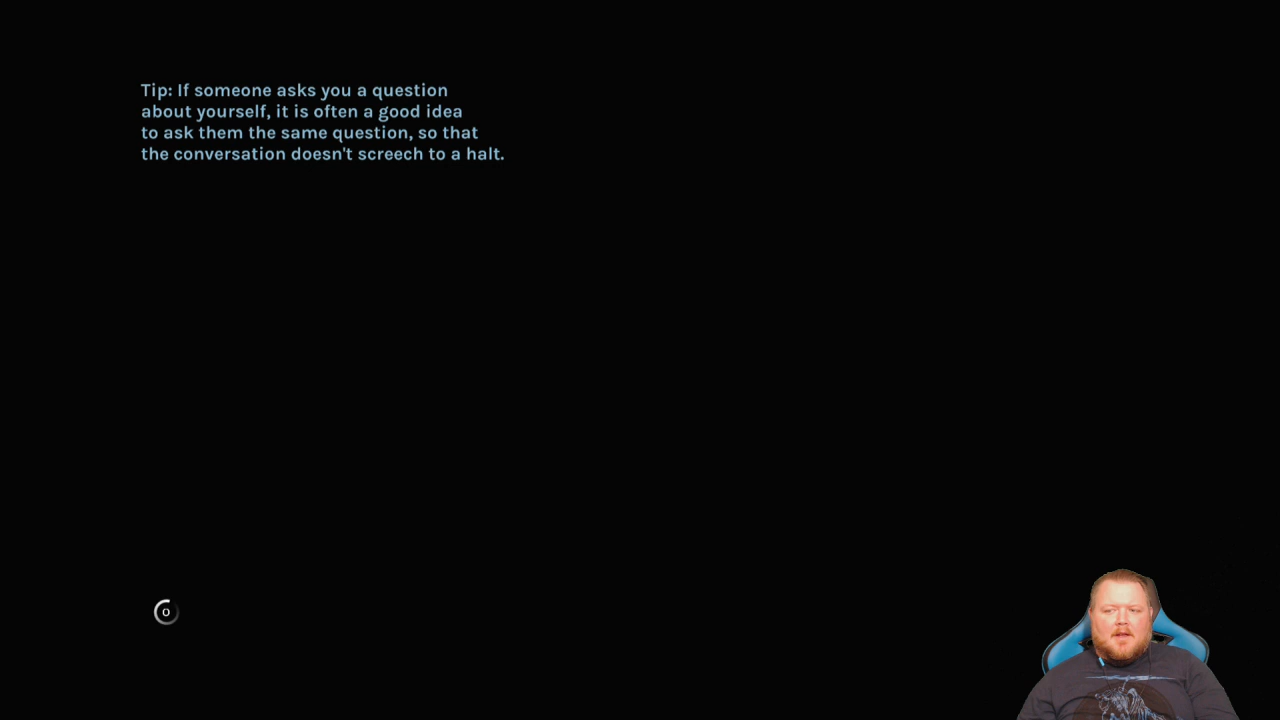 Tip: If someone asks you a question
about yourself, it is often a good idea
to ask them the same question, so that
the conversation doesn't screech to a halt.
0